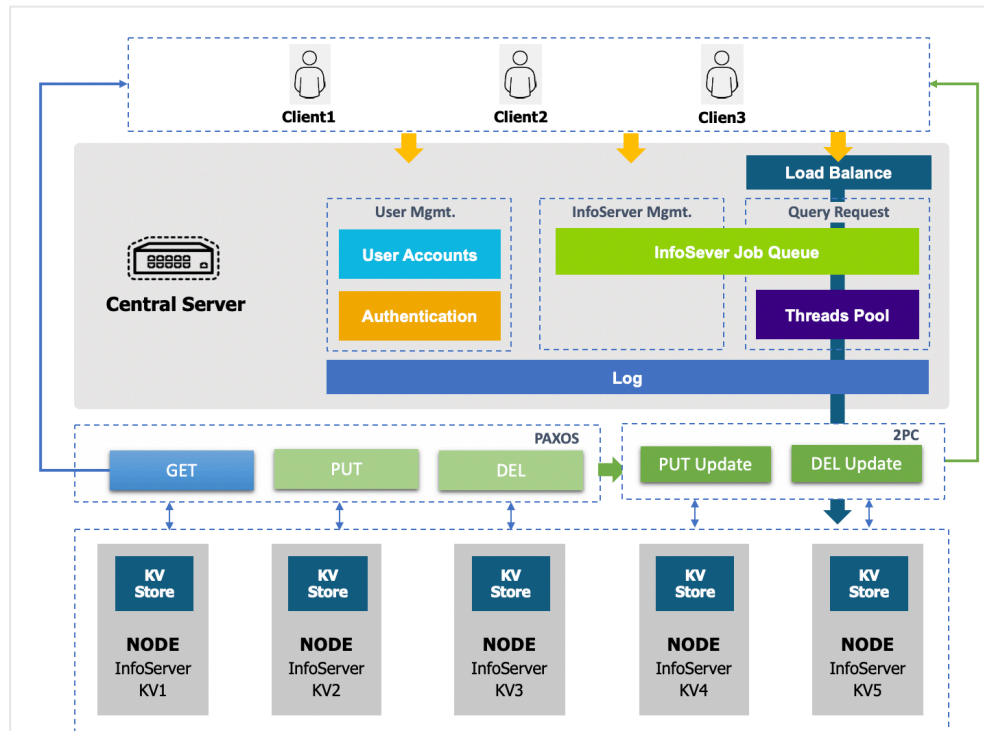 Client1
Client2
Clien3
Load Balance
User Mgmt.
InfoServer Mgmt.
Query Request
User Accounts
InfoSever Job Queue
Central Server
Authentication
Threads Pool
Log
PAXOS
2PC
GET
PUT
DEL
PUT Update
DEL Update
KV
Store
NODE
InfoServer
KV1
KV
Store
NODE
InfoServer
KV2
KV
Store
NODE
InfoServer
KV3
KV
Store
NODE
InfoServer
KV4
KV
Store
NODE
InfoServer
KV5